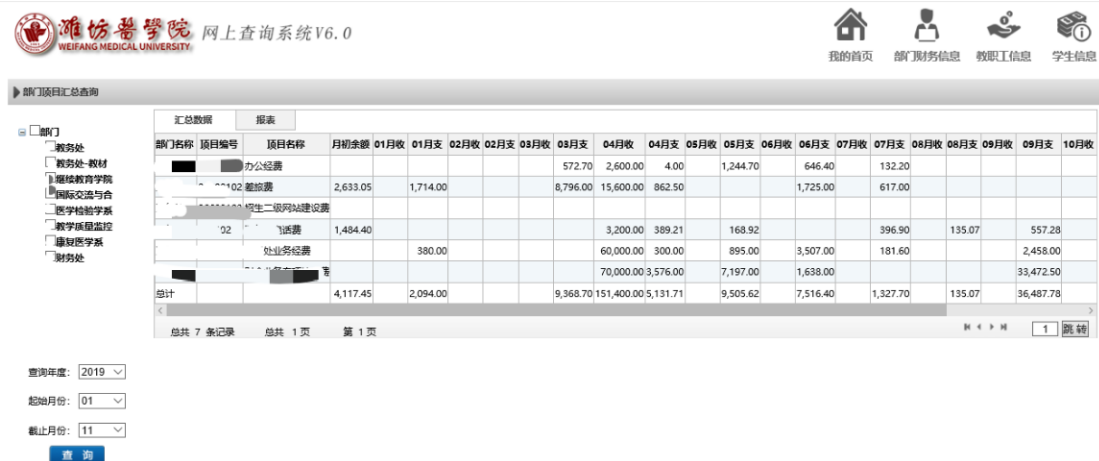 濰坊醫學院 网上查询系统V6.0
WEIFANG MEDICAL UNIVERSITY
我的首页 部门财务信息 教职工信息 学生信息
部门项目汇总查询
部门
教务处
教务处-教材
继续教育学院
国际交流与合
医学检验学系
教学质量监控
康复医学系
财务处
汇总数据 报表
部门名称 项目编号 项目名称 月初余额 01月收 01月支 02月收 02月支 03月收 03月支 04月收 04月支 05月收 05月支 06月收 06月支 07月收 07月支 08月收 08月支 09月收 09月支 10月收
办公经费 572.70 2,600.00 4.00 1,244.70 646.40 132.20
差旅费 2,633.05 1,714.00 8,796.00 15,600.00 862.50 1,725.00 617.00
招生二级网站建设费
02 话费 1,484.40 3,200.00 389.21 168.92 396.90 135.07 557.28
处业务经费 380.00 60,000.00 300.00 895.00 3,507.00 181.60 2,458.00
70,000.00 3,576.00 7,197.00 1,638.00 33,472.50
总计 4,117.45 2,094.00 9,368.70 151,400.00 5,131.71 9,505.62 7,516.40 1,327.70 135.07 36,487.78
总共 7 条记录 总共 1 页 第 1 页 1 跳转
查询年度: 2019
起始月份: 01
截止月份: 11
查 询